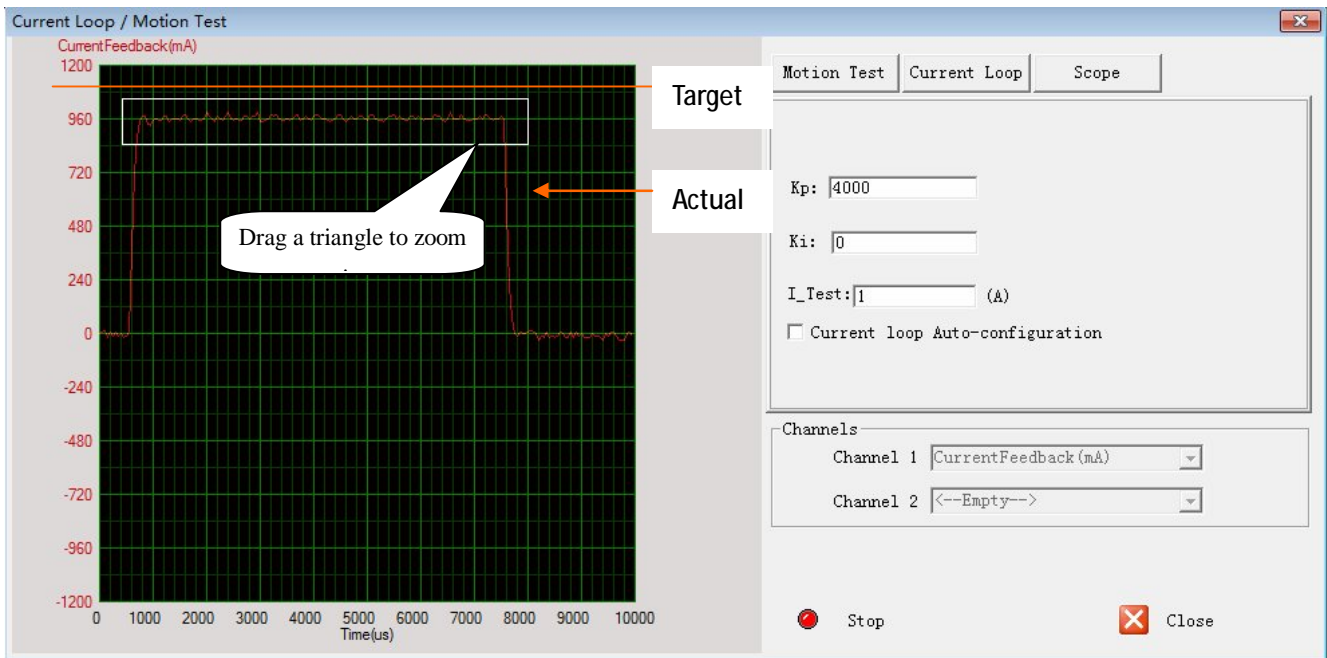 Current Loop / Motion Test
CurrentFeedback(mA)
1200
960
720
480
240
0
-240
-480
-720
-960
-1200
0 1000 2000 3000 4000 5000 6000 7000 8000 9000 10000
Time(us)
Target
Actual
Drag a triangle to zoom
Motion Test Current Loop Scope
Kp: 4000
Ki: 0
I_Test: 1 (A)
Current loop Auto-configuration
Channels
Channel 1 CurrentFeedback(mA)
Channel 2 <--Empty-->
Stop Close